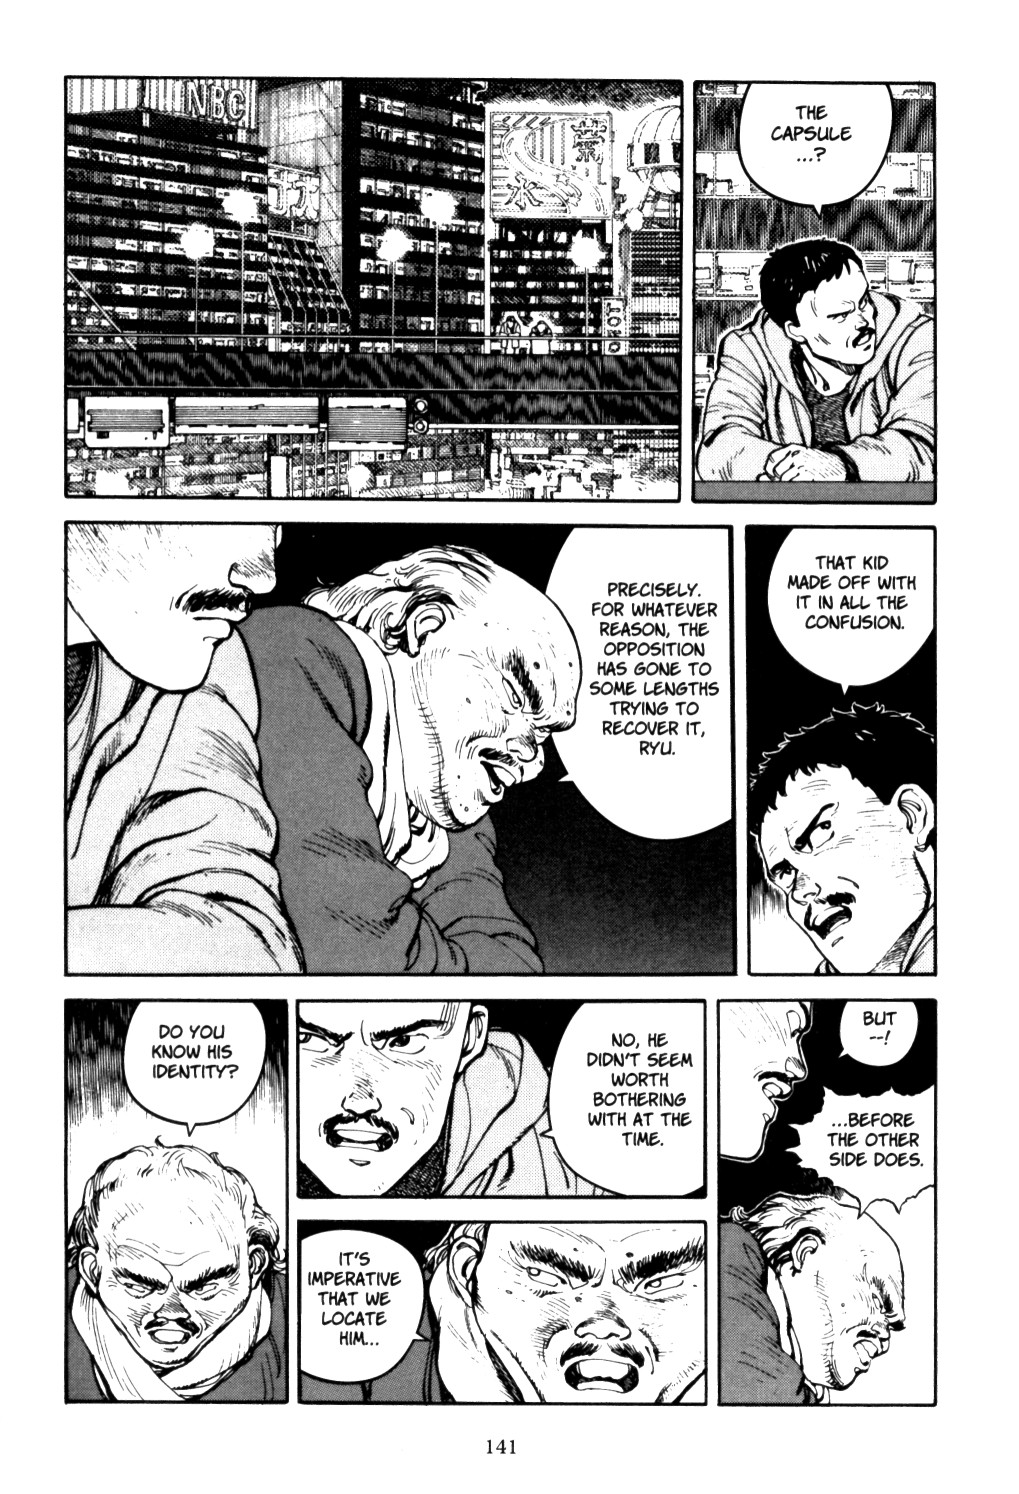 NBC
栄
水
THE
CAPSULE
...?
PRECISELY.
FOR WHATEVER
REASON, THE
OPPOSITION
HAS GONE TO
SOME LENGTHS
TRYING TO
RECOVER IT,
RYU.
THAT KID
MADE OFF WITH
IT IN ALL THE
CONFUSION.
DO YOU
KNOW HIS
IDENTITY?
NO, HE
DIDN'T SEEM
WORTH
BOTHERING
WITH AT THE
TIME.
IT'S
IMPERATIVE
THAT WE
LOCATE
HIM...
BUT
--!
...BEFORE
THE OTHER
SIDE DOES.
141